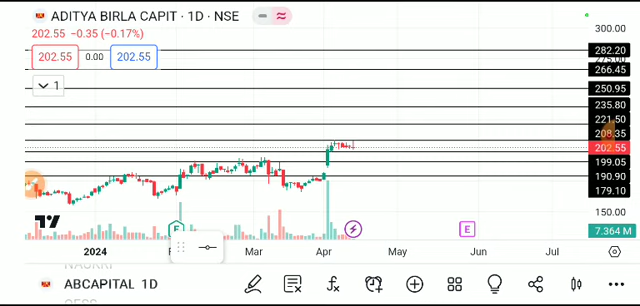 ADITYA BIRLA CAPIT · 1D · NSE
202.55 −0.35 (−0.17%)
202.55 0.00 202.55
1
282.20
275.00
266.45
250.95
235.80
221.50
208.35
202.55
199.05
190.90
179.10
150.00
7.364 M
E
E
2024 Mar Apr May Jun Jul
NAUKRI
ABCAPITAL 1D